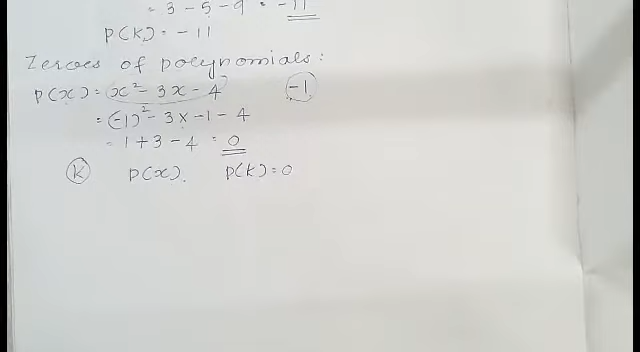 = 3 - 5 - 9 = -11
P(K) = -11
Zeroes of polynomials:
P(x) = x² - 3x - 4 (-1)
= (-1)² - 3 x -1 - 4
= 1 + 3 - 4 = 0
K P(x). P(K) = 0